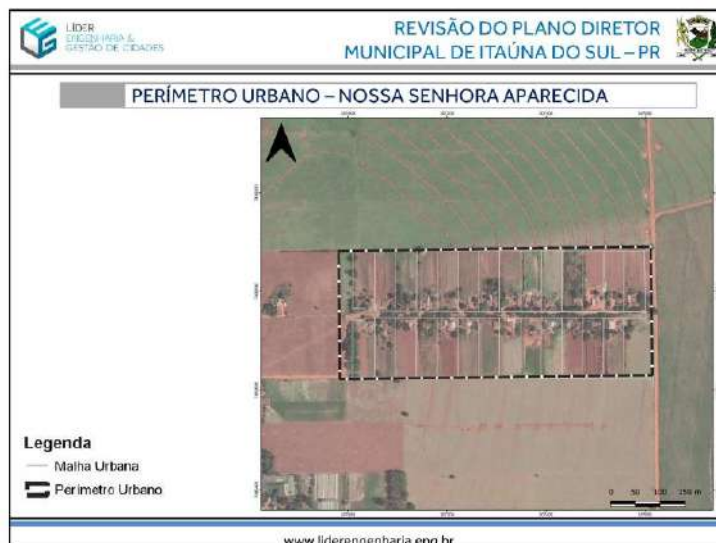 LÍDER
ENGENHARIA &
GESTÃO DE CIDADES
REVISÃO DO PLANO DIRETOR
MUNICIPAL DE ITAÚNA DO SUL – PR
PERÍMETRO URBANO – NOSSA SENHORA APARECIDA
Legenda
Malha Urbana
Perímetro Urbano
0 50 100 150 m
www.liderengenharia.eng.br